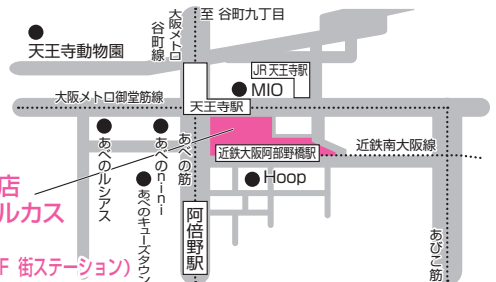 至 谷町九丁目
大阪メトロ
谷町線
天王寺動物園
JR天王寺駅
MIO
大阪メトロ御堂筋線
天王寺駅
近鉄大阪阿部野橋駅
近鉄南大阪線
あべのルシアス
あべのnini
あべの筋
あべのキューズタウン
Hoop
店
ルカス
阿倍野駅
あびこ筋
F 街ステーション)